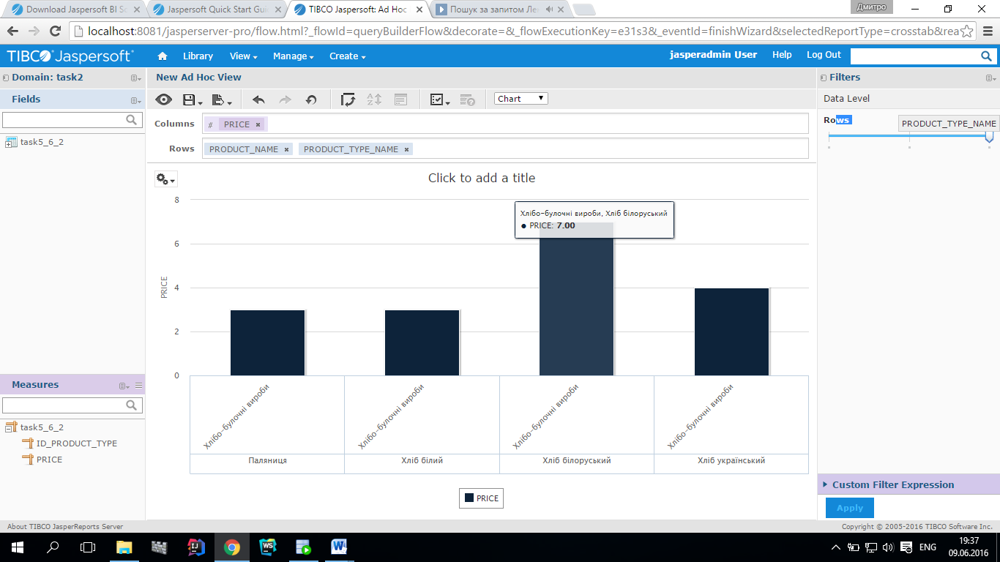 Download Jaspersoft BI So
Jaspersoft Quick Start Gui
TIBCO Jaspersoft: Ad Hoc
Пошук за запитом Ле
Дмитро
localhost:8081/jasperserver-pro/flow.html?_flowId=queryBuilderFlow&decorate=&_flowExecutionKey=e31s3&_eventId=finishWizard&selectedReportType=crosstab&rea
TIBCO Jaspersoft
Library
View
Manage
Create
jasperadmin User
Help
Log Out
Domain: task2
New Ad Hoc View
Filters
Fields
Chart
Data Level
Columns
# PRICE ×
Rows
PRODUCT_TYPE_NAME
task5_6_2
Rows
PRODUCT_NAME ×
PRODUCT_TYPE_NAME ×
Click to add a title
8
6
4
2
0
PRICE
Хлібо-булочні вироби, Хліб білоруський
● PRICE: 7.00
Хлібо-булочні вироби
Хлібо-булочні вироби
Хлібо-булочні вироби
Хлібо-булочні вироби
Паляниця
Хліб білий
Хліб білоруський
Хліб український
PRICE
Measures
task5_6_2
ID_PRODUCT_TYPE
PRICE
Custom Filter Expression
Apply
About TIBCO JasperReports Server
Copyright © 2005-2016 TIBCO Software Inc.
ENG
19:37
09.06.2016